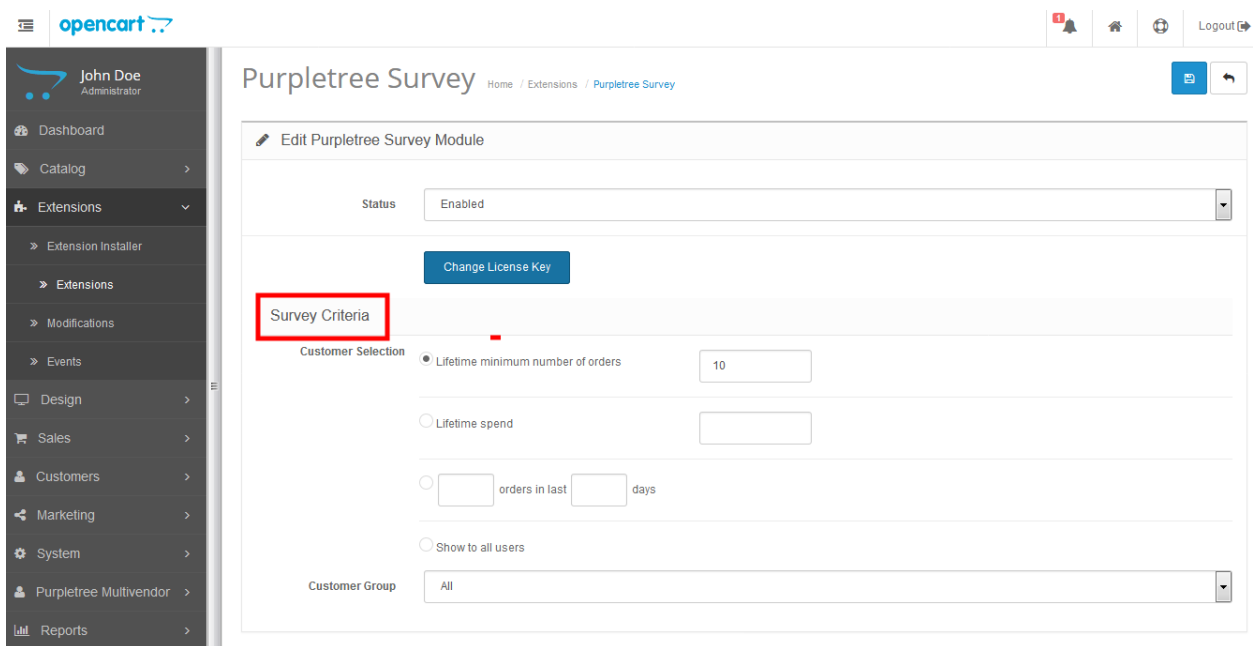 opencart
1
Logout
John Doe
Administrator
Dashboard
Catalog
Extensions
Extension Installer
Extensions
Modifications
Events
Design
Sales
Customers
Marketing
System
Purpletree Multivendor
Reports
Purpletree Survey
Home / Extensions / Purpletree Survey
Edit Purpletree Survey Module
Status Enabled
Change License Key
Survey Criteria
Customer Selection
Lifetime minimum number of orders 10
Lifetime spend
orders in last days
Show to all users
Customer Group All